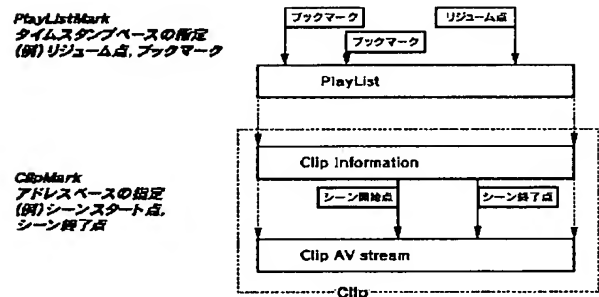 PlayListMark
タイムスタンプベースの指定
(例)リジューム点,ブックマーク
ブックマーク
リジューム点
ブックマーク
PlayList
ClipMark
アドレスベースの指定
(例)シーンスタート点,
シーン終了点
Clip Information
シーン開始点
シーン終了点
Clip AV stream
Clip